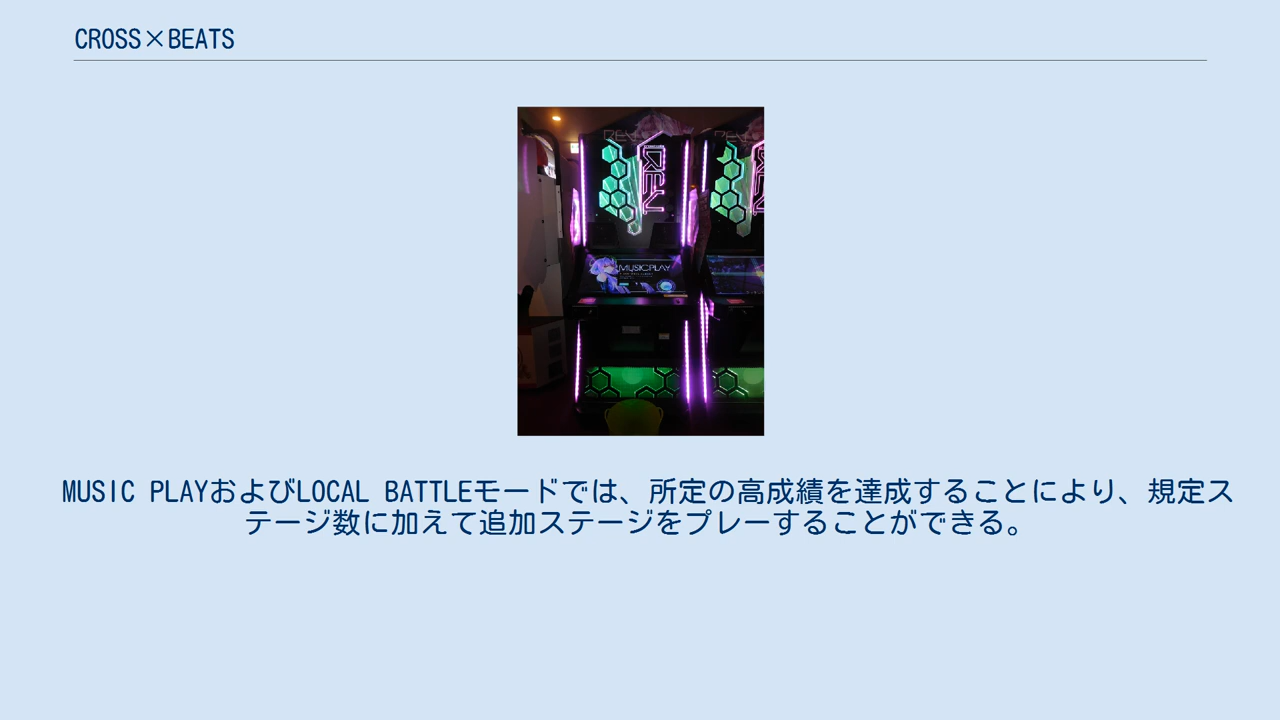 CROSS×BEATS
REV.
MUSIC PLAY
MUSIC PLAYおよびLOCAL BATTLEモードでは、所定の高成績を達成することにより、規定ス
テージ数に加えて追加ステージをプレーすることができる。